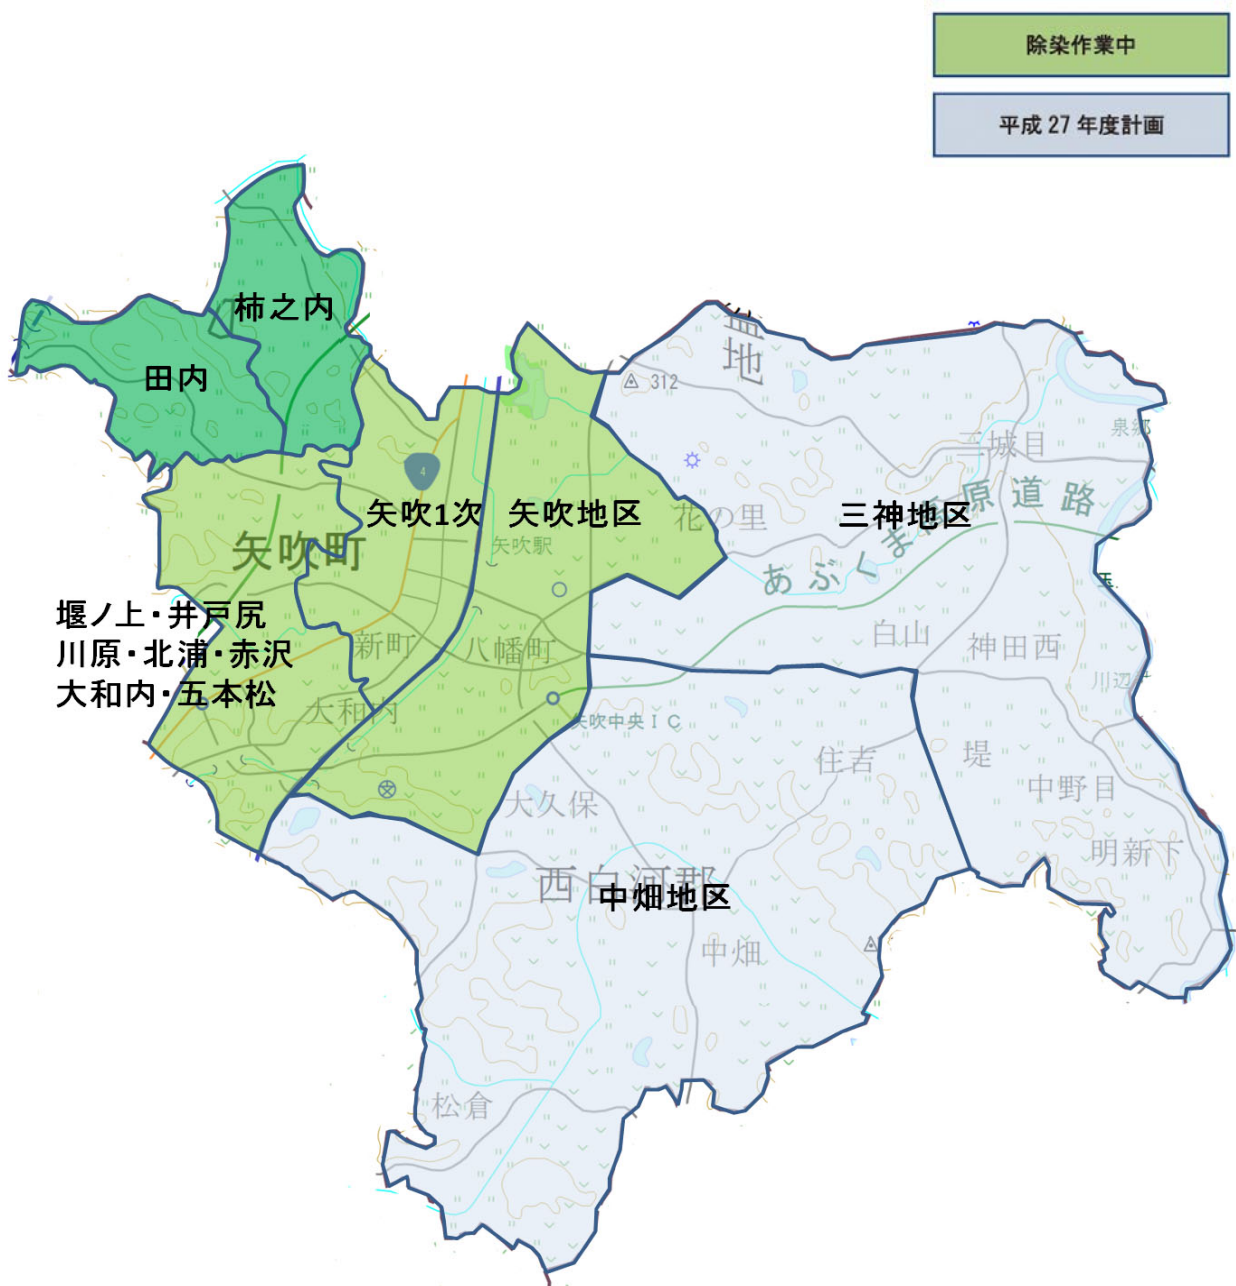 除染作業中
平成27年度計画
柿之内
田内
盆地
312
三城目
泉郷
4
矢吹1次
矢吹地区
花の里
三神地区
あぶくま高原道路
矢吹駅
矢吹町
玉
堰ノ上・井戸尻
川原・北浦・赤沢
大和内・五本松
新町
八幡町
白山
神田西
川辺
大和内
矢吹中央IC
住吉
堤
中野目
大久保
明新下
西白河郡
中畑地区
中畑
松倉